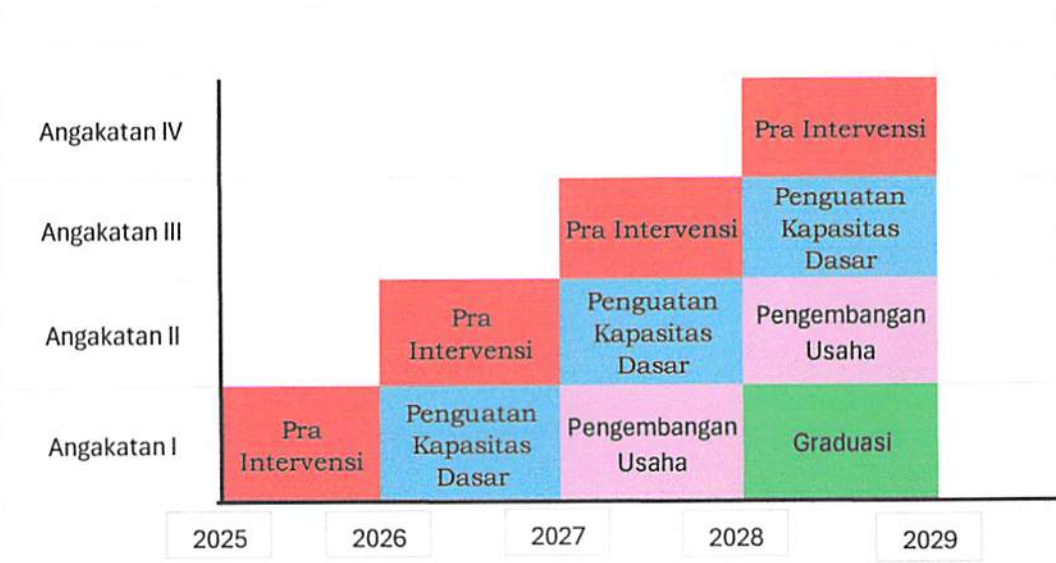 Angakatan IV
Pra Intervensi
Angakatan III
Pra Intervensi
Penguatan
Kapasitas
Dasar
Angakatan II
Pra
Intervensi
Penguatan
Kapasitas
Dasar
Pengembangan
Usaha
Angakatan I
Pra
Intervensi
Penguatan
Kapasitas
Dasar
Pengembangan
Usaha
Graduasi
2025
2026
2027
2028
2029